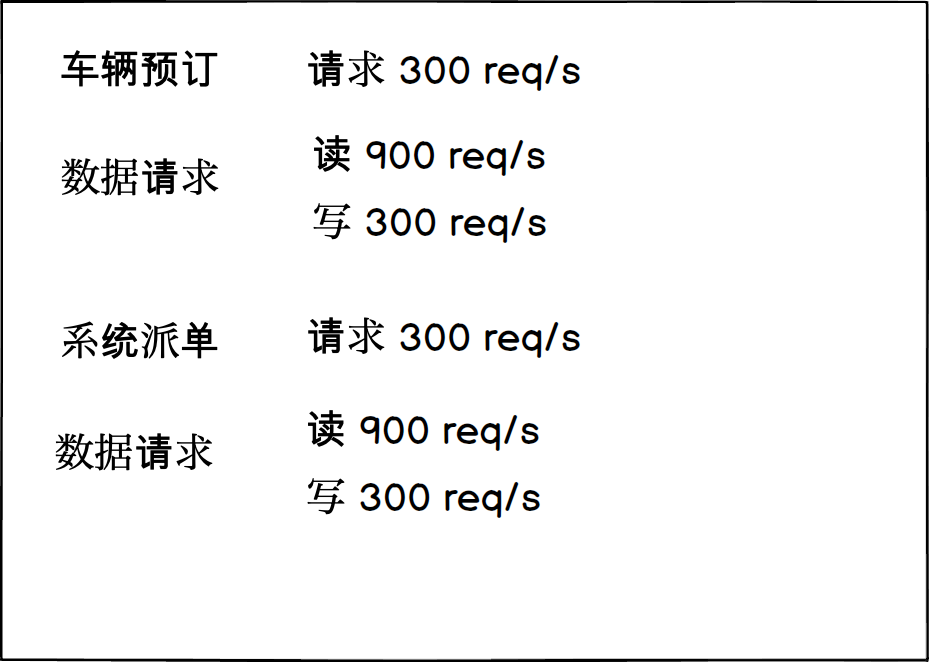 车辆预订 请求 300 req/s
读 900 req/s
数据请求
写 300 req/s
系统派单 请求 300 req/s
读 900 req/s
数据请求
写 300 req/s